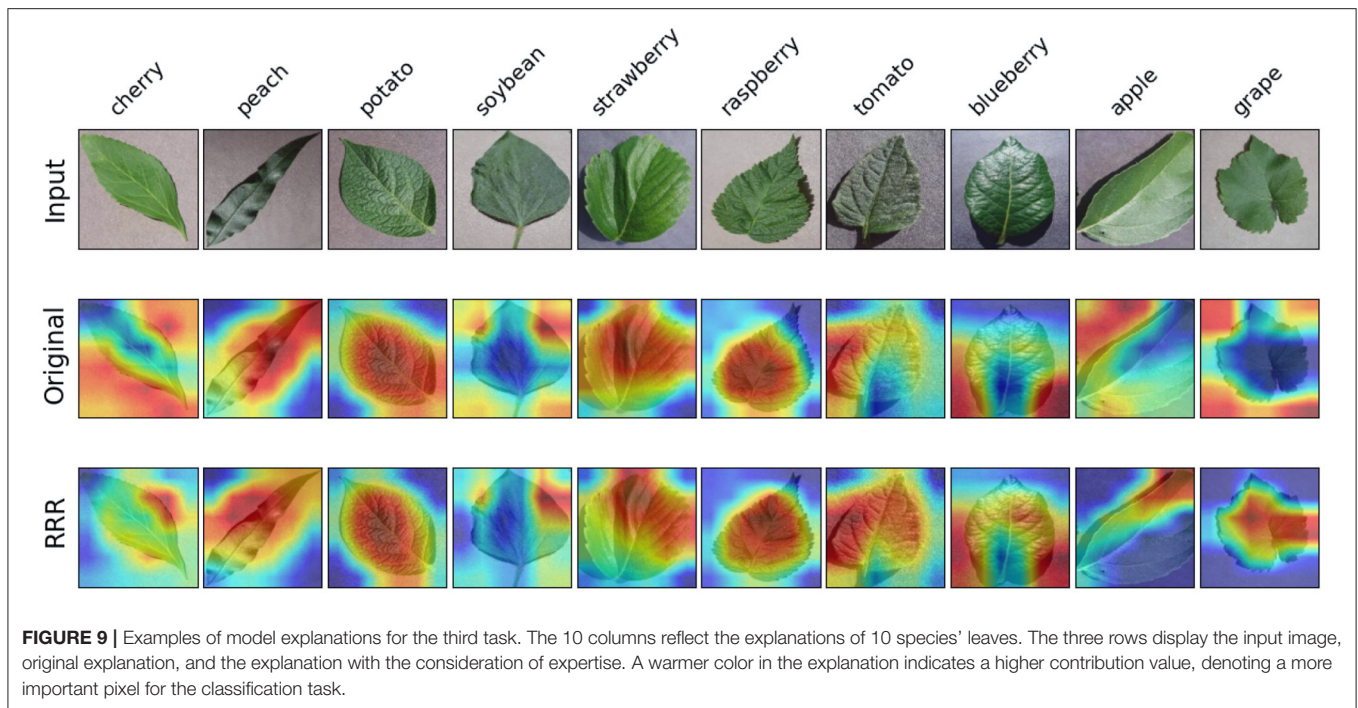 cherry
peach
potato
soybean
strawberry
raspberry
tomato
blueberry
apple
grape
Input
Original
RRR
FIGURE 9 | Examples of model explanations for the third task. The 10 columns reflect the explanations of 10 species’ leaves. The three rows display the input image,
original explanation, and the explanation with the consideration of expertise. A warmer color in the explanation indicates a higher contribution value, denoting a more
important pixel for the classification task.